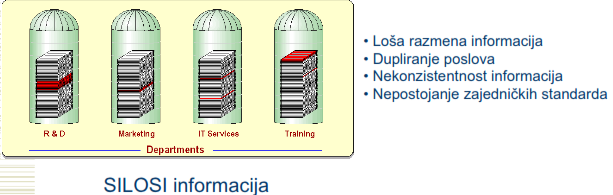 • Loša razmena informacija
• Dupliranje poslova
• Nekonzistentnost informacija
• Nepostojanje zajedničkih standarda
R & D Marketing IT Services Training
Departments
SILOSI informacija